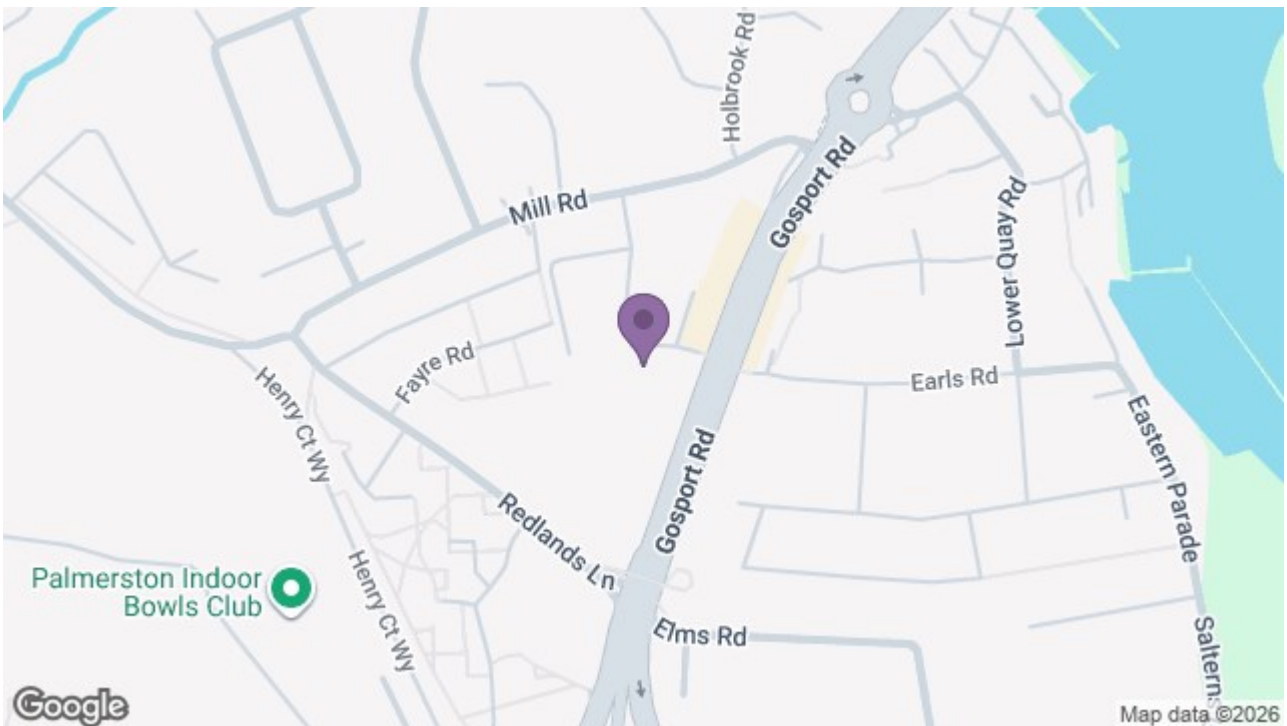 Holbrook Rd
Gosport Rd
Mill Rd
Lower Quay Rd
Fayre Rd
Earls Rd
Henry Ct Wy
Eastern Parade
Gosport Rd
Redlands Ln
Henry Ct Wy
Palmerston Indoor
Bowls Club
Elms Rd
Salterns
Google
Map data ©2026